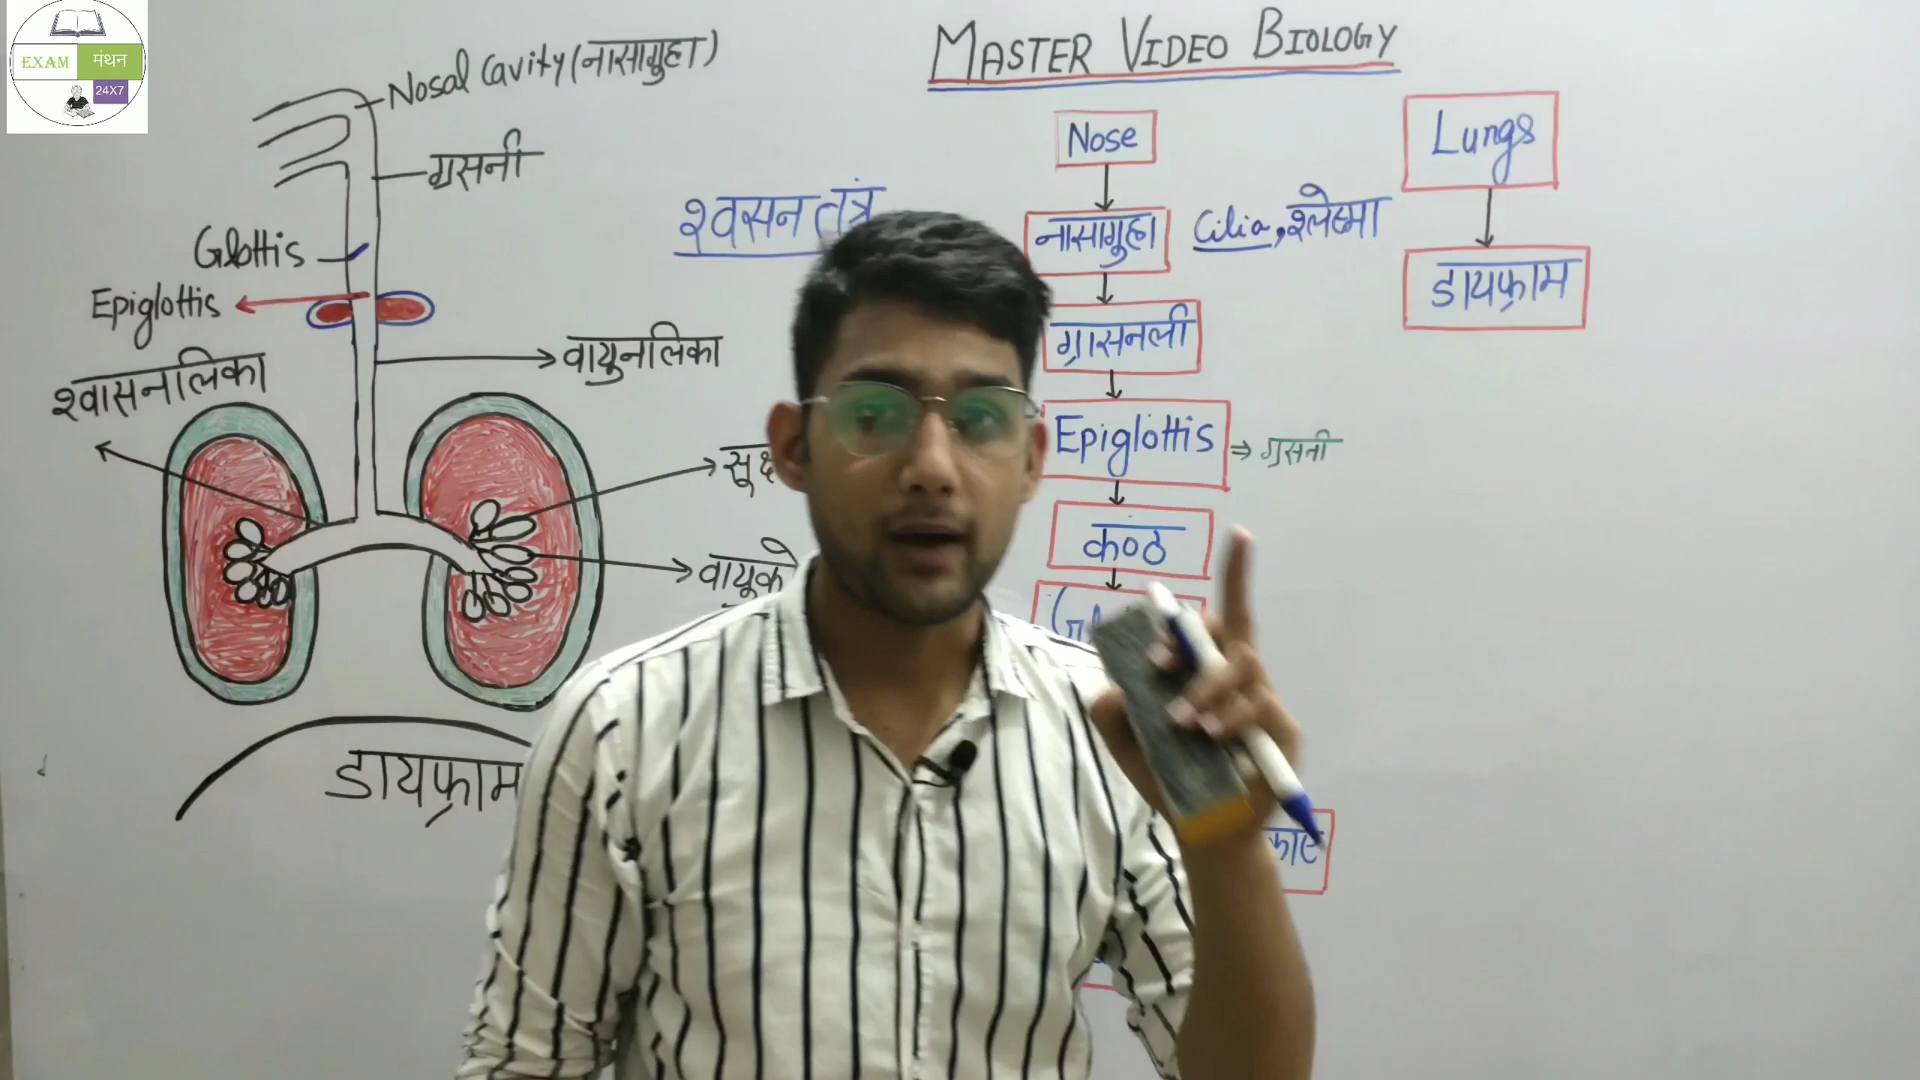 EXAM मंथन
24X7
Nosal Cavity (नासागुहा)
ग्रसनी
Glottis
Epiglottis
श्वासनालिका
वायुनलिका
डायफ्राम
श्वसन तंत्र
MASTER VIDEO BIOLOGY
Nose
नासागुहा
Cilia, श्लेष्मा
ग्रासनली
Epiglottis ⇒ ग्रसनी
कण्ठ
Lungs
डायफ्राम